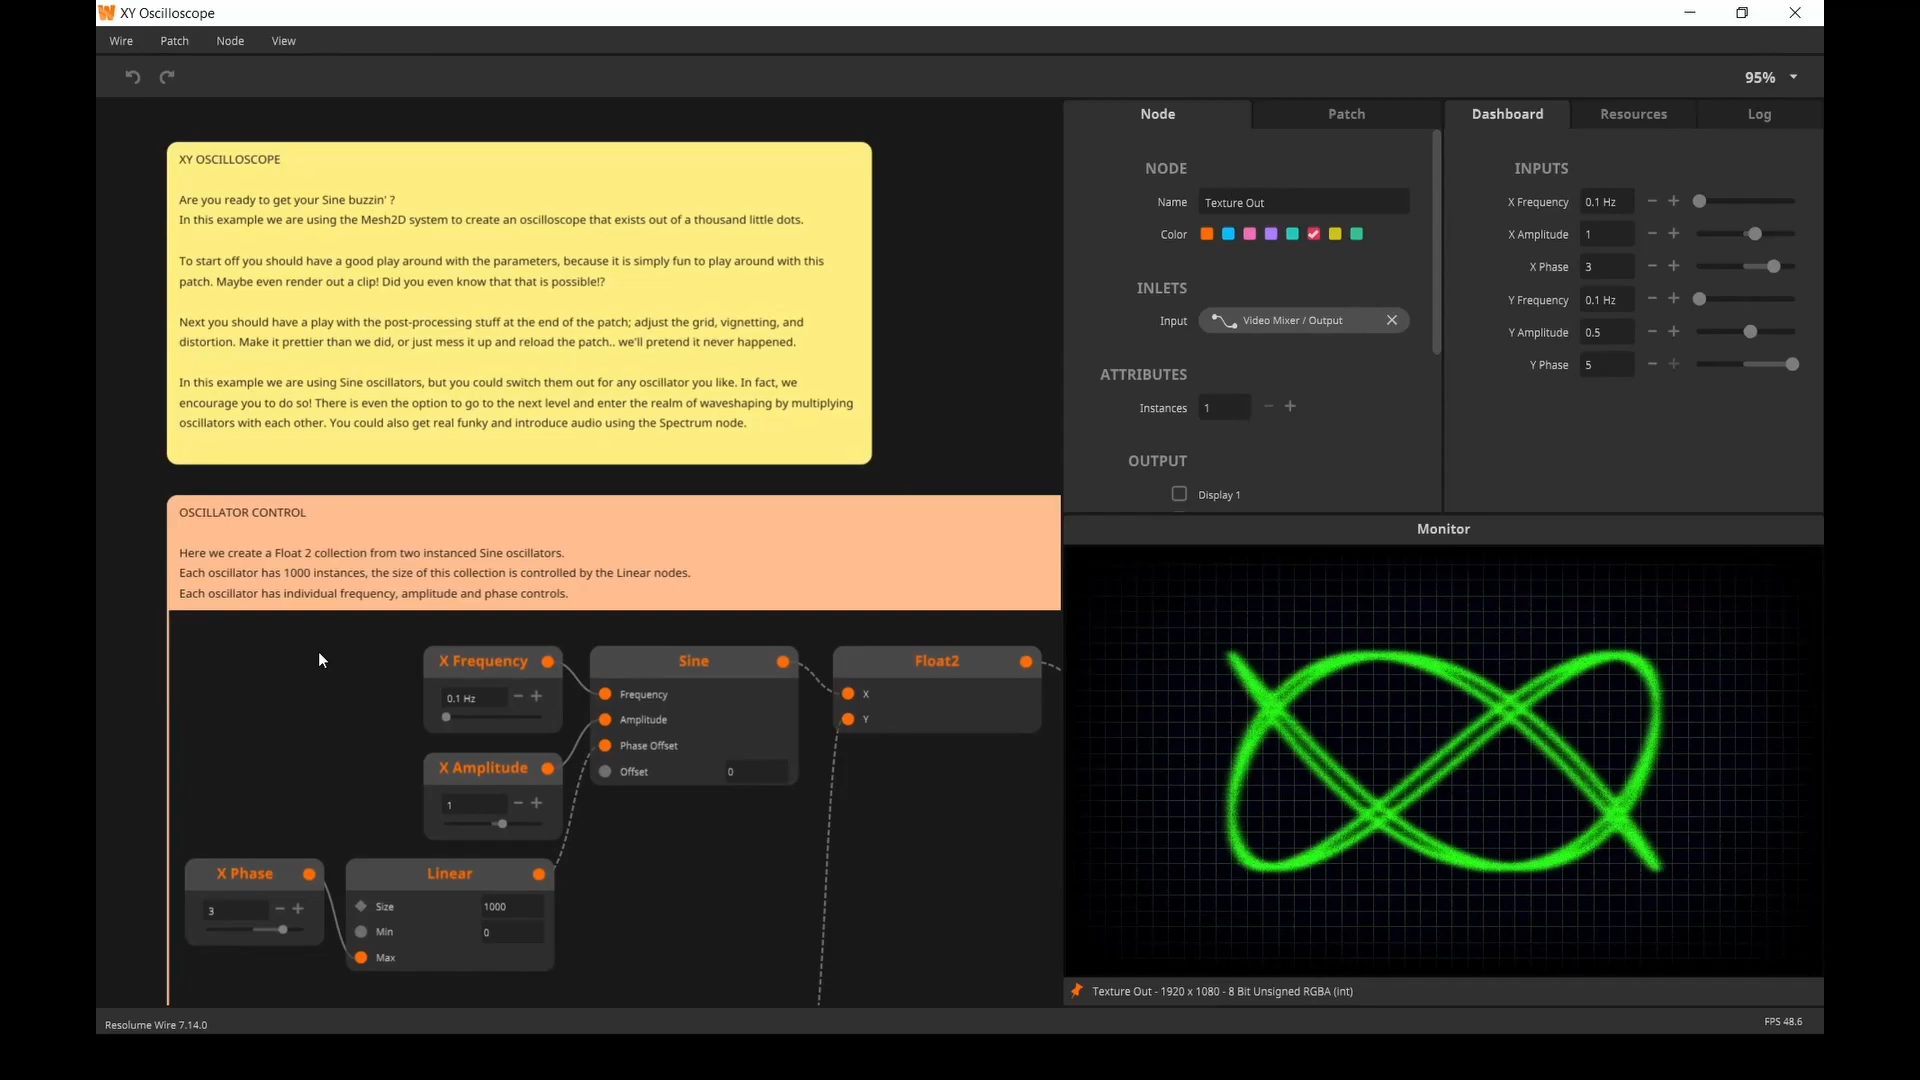 XY Oscilloscope
Wire Patch Node View
95%
XY OSCILLOSCOPE
Are you ready to get your Sine buzzin' ?
In this example we are using the Mesh2D system to create an oscilloscope that exists out of a thousand little dots.
To start off you should have a good play around with the parameters, because it is simply fun to play around with this
patch. Maybe even render out a clip! Did you even know that that is possible!?
Next you should have a play with the post-processing stuff at the end of the patch; adjust the grid, vignetting, and
distortion. Make it prettier than we did, or just mess it up and reload the patch.. we'll pretend it never happened.
In this example we are using Sine oscillators, but you could switch them out for any oscillator you like. In fact, we
encourage you to do so! There is even the option to go to the next level and enter the realm of waveshaping by multiplying
oscillators with each other. You could also get real funky and introduce audio using the Spectrum node.
OSCILLATOR CONTROL
Here we create a Float 2 collection from two instanced Sine oscillators.
Each oscillator has 1000 instances, the size of this collection is controlled by the Linear nodes.
Each oscillator has individual frequency, amplitude and phase controls.
X Frequency
0.1 Hz
X Amplitude
1
X Phase
3
Linear
Size 1000
Min 0
Max
Sine
Frequency
Amplitude
Phase Offset
Offset 0
Float2
X
Y
Node Patch
NODE
Name Texture Out
Color
INLETS
Input Video Mixer / Output
ATTRIBUTES
Instances 1
OUTPUT
Display 1
Dashboard Resources Log
INPUTS
X Frequency 0.1 Hz
X Amplitude 1
X Phase 3
Y Frequency 0.1 Hz
Y Amplitude 0.5
Y Phase 5
Monitor
Texture Out - 1920 x 1080 - 8 Bit Unsigned RGBA (int)
Resolume Wire 7.14.0
FPS 48.6